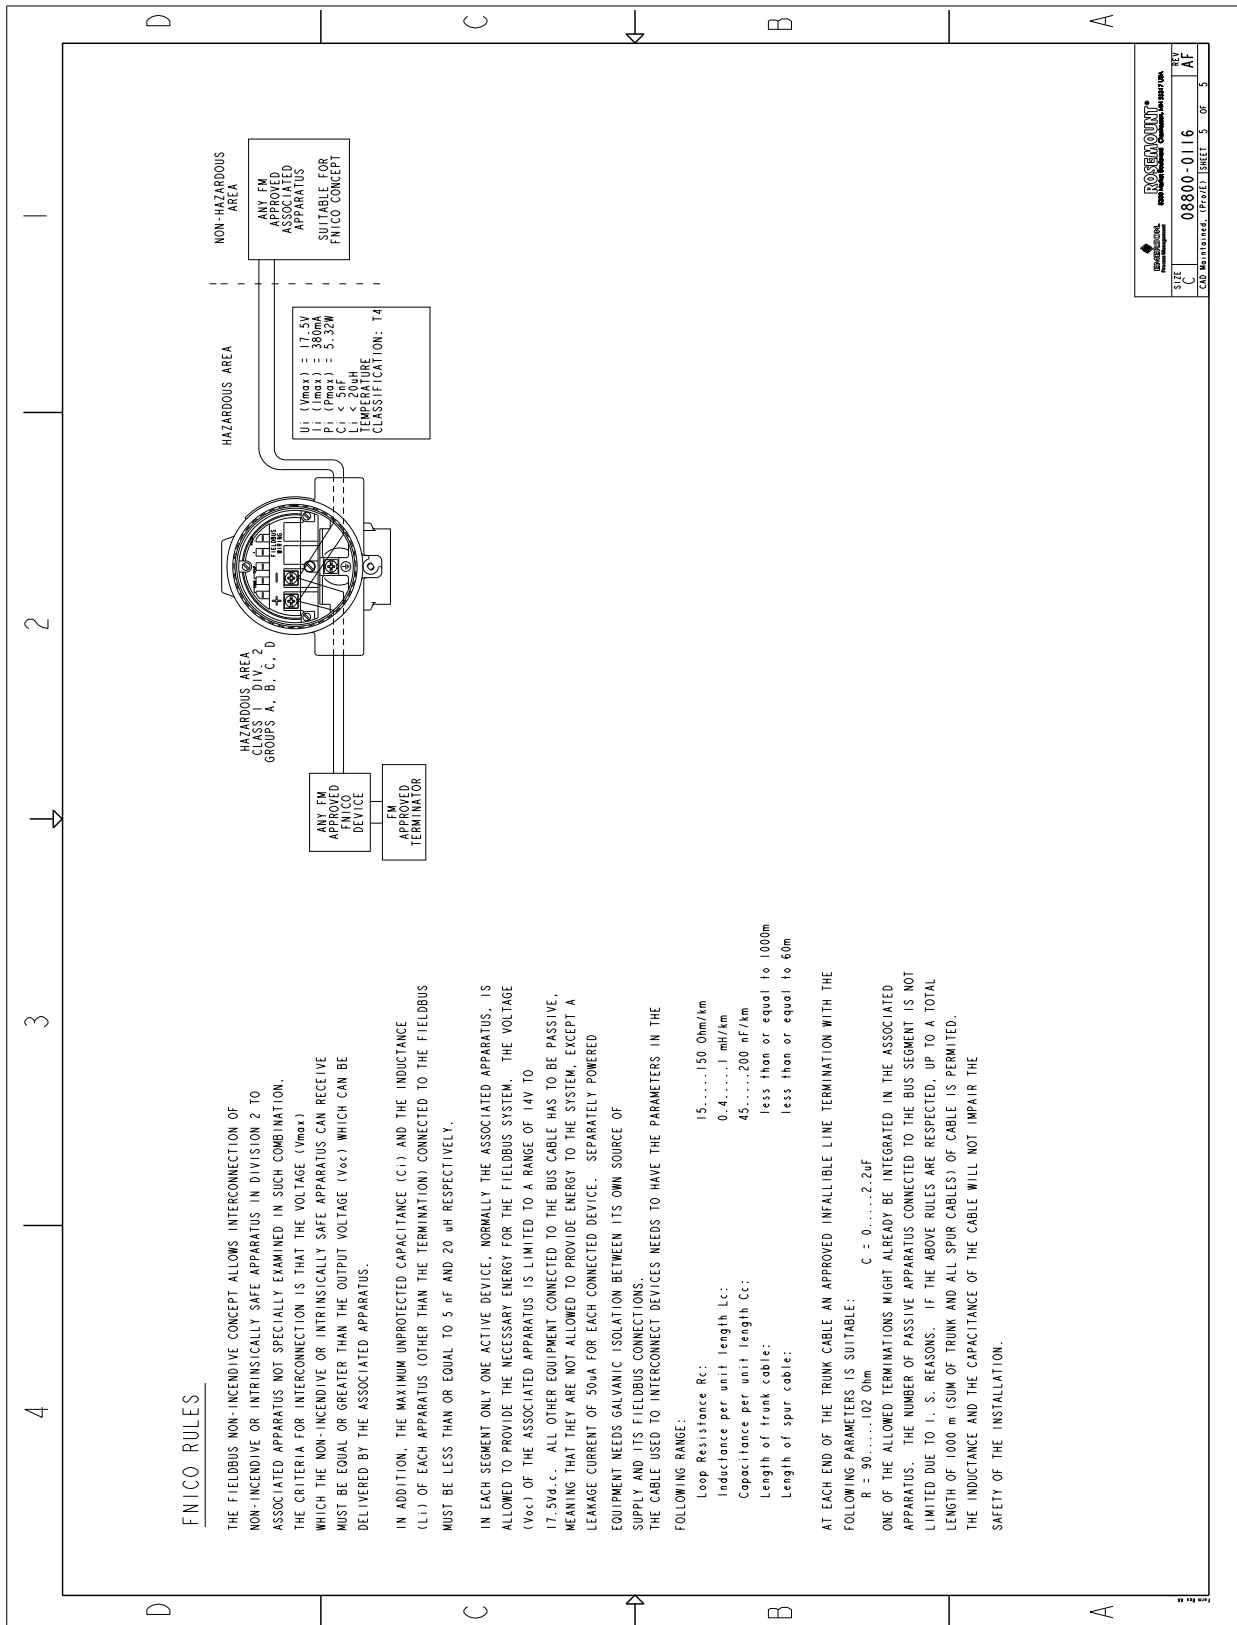 4
3
2
D
C
B
A
D
C
B
A
FNICO RULES
THE FIELDBUS NON-INCENDIVE CONCEPT ALLOWS INTERCONNECTION OF
NON-INCENDIVE OR INTRINSICALLY SAFE APPARATUS IN DIVISION 2 TO
ASSOCIATED APPARATUS NOT SPECIALLY EXAMINED IN SUCH COMBINATION.
THE CRITERIA FOR INTERCONNECTION IS THAT THE VOLTAGE (Vmax)
WHICH THE NON-INCENDIVE OR INTRINSICALLY SAFE APPARATUS CAN RECEIVE
MUST BE EQUAL OR GREATER THAN THE OUTPUT VOLTAGE (Voc) WHICH CAN BE
DELIVERED BY THE ASSOCIATED APPARATUS.
IN ADDITION, THE MAXIMUM UNPROTECTED CAPACITANCE (Ci) AND THE INDUCTANCE
(Li) OF EACH APPARATUS (OTHER THAN THE TERMINATION) CONNECTED TO THE FIELDBUS
MUST BE LESS THAN OR EQUAL TO 5 nF AND 20 uH RESPECTIVELY.
IN EACH SEGMENT ONLY ONE ACTIVE DEVICE, NORMALLY THE ASSOCIATED APPARATUS, IS
ALLOWED TO PROVIDE THE NECESSARY ENERGY FOR THE FIELDBUS SYSTEM. THE VOLTAGE
(Voc) OF THE ASSOCIATED APPARATUS IS LIMITED TO A RANGE OF 14V TO
17.5Vd.c. ALL OTHER EQUIPMENT CONNECTED TO THE BUS CABLE HAS TO BE PASSIVE,
MEANING THAT THEY ARE NOT ALLOWED TO PROVIDE ENERGY TO THE SYSTEM, EXCEPT A
LEAKAGE CURRENT OF 50uA FOR EACH CONNECTED DEVICE. SEPARATELY POWERED
EQUIPMENT NEEDS GALVANIC ISOLATION BETWEEN ITS OWN SOURCE OF
SUPPLY AND ITS FIELDBUS CONNECTIONS.
THE CABLE USED TO INTERCONNECT DEVICES NEEDS TO HAVE THE PARAMETERS IN THE
FOLLOWING RANGE:
Loop Resistance Rc: 15.....150 Ohm/km
Inductance per unit length Lc: 0.4.....1 mH/km
Capacitance per unit length Cc: 45.....200 nF/km
Length of trunk cable: less than or equal to 1000m
Length of spur cable: less than or equal to 60m
AT EACH END OF THE TRUNK CABLE AN APPROVED INFALLIBLE LINE TERMINATION WITH THE
FOLLOWING PARAMETERS IS SUITABLE:
R = 90.....102 Ohm C = 0.....2.2uF
ONE OF THE ALLOWED TERMINATIONS MIGHT ALREADY BE INTEGRATED IN THE ASSOCIATED
APPARATUS. THE NUMBER OF PASSIVE APPARATUS CONNECTED TO THE BUS SEGMENT IS NOT
LIMITED DUE TO I. S. REASONS. IF THE ABOVE RULES ARE RESPECTED, UP TO A TOTAL
LENGTH OF 1000 m (SUM OF TRUNK AND ALL SPUR CABLES) OF CABLE IS PERMITED.
THE INDUCTANCE AND THE CAPACITANCE OF THE CABLE WILL NOT IMPAIR THE
SAFETY OF THE INSTALLATION.
HAZARDOUS AREA
CLASS I DIV. 2
GROUPS A, B, C, D
ANY FM
APPROVED
FNICO
DEVICE
FM
APPROVED
TERMINATOR
+ -
FIELDBUS
WIRING
HAZARDOUS AREA
Ui (Vmax) = 17.5V
Ii (Imax) = 380mA
Pi (Pmax) = 5.32W
Ci < 5nF
Li < 20uH
TEMPERATURE
CLASSIFICATION: T4
NON-HAZARDOUS
AREA
ANY FM
APPROVED
ASSOCIATED
APPARATUS
SUITABLE FOR
FNICO CONCEPT
EMERSON.
Process Management
ROSEMOUNT®
SIZE
C
08800-0116
REV
AF
CAD Maintained, (Pro/E) SHEET 5 OF 5
Form Rev AA